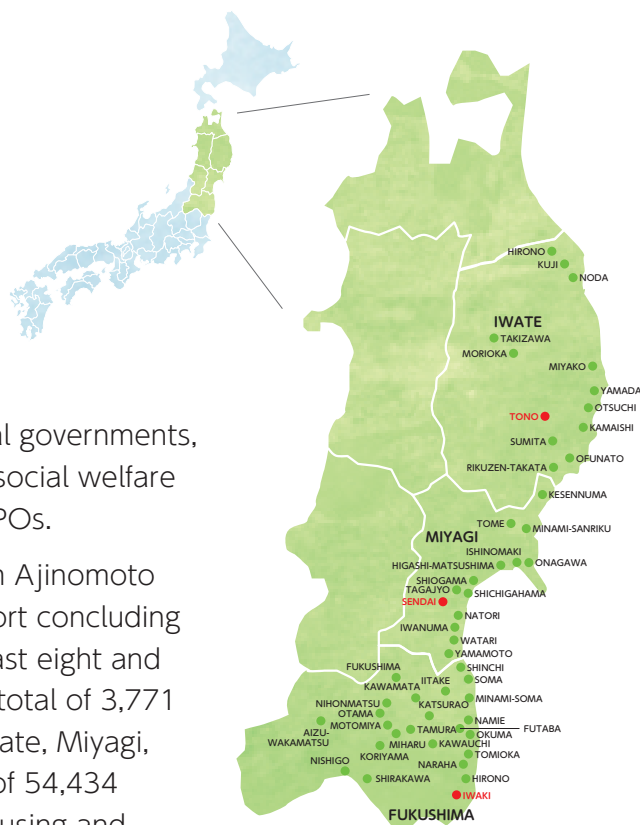 al governments,
social welfare
POs.
n Ajinomoto
ort concluding
ast eight and
total of 3,771
ate, Miyagi,
of 54,434
using and
HIRONO
KUJI
NODA
IWATE
TAKIZAWA
MORIOKA
MIYAKO
YAMADA
OTSUCHI
TONO
KAMAISHI
SUMITA
OFUNATO
RIKUZEN-TAKATA
KESENNUMA
TOME
MINAMI-SANRIKU
MIYAGI
ISHINOMAKI
HIGASHI-MATSUSHIMA
ONAGAWA
SHIOGAMA
TAGAJYO
SHICHIGAHAMA
SENDAI
NATORI
IWANUMA
WATARI
YAMAMOTO
FUKUSHIMA
SHINCHI
KAWAMATA
IITAKE
SOMA
NIHONMATSU
KATSURAO
MINAMI-SOMA
OTAMA
MOTOMIYA
NAMIE
AIZU-
WAKAMATSU
TAMURA
FUTABA
OKUMA
MIHARU
KAWAUCHI
KORIYAMA
TOMIOKA
NISHIGO
NARAHA
SHIRAKAWA
HIRONO
IWAKI
FUKUSHIMA